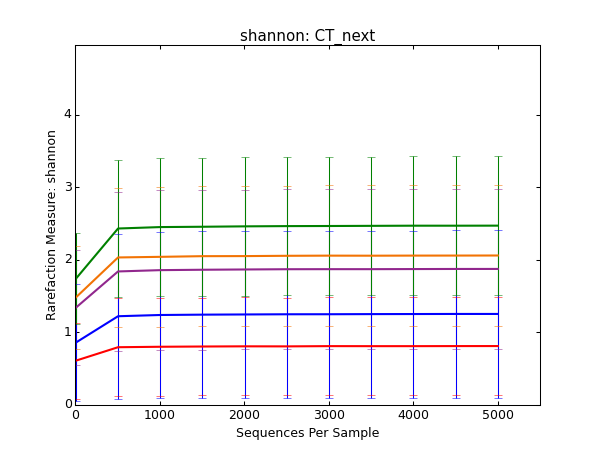 shannon: CT_next
Rarefaction Measure: shannon
4
3
2
1
0
0 1000 2000 3000 4000 5000
Sequences Per Sample